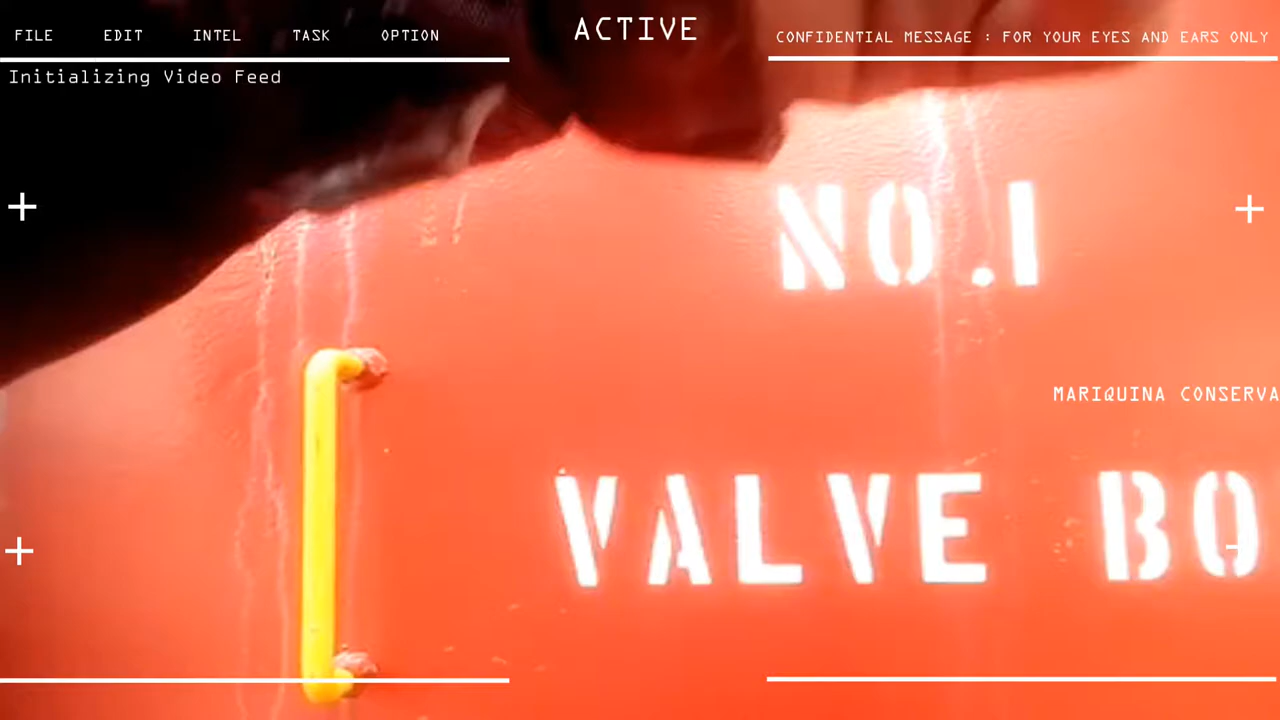 FILE EDIT INTEL TASK OPTION
ACTIVE
CONFIDENTIAL MESSAGE : FOR YOUR EYES AND EARS ONLY
Initializing Video Feed
NO.1
MARIQUINA CONSERVA
VALVE BO